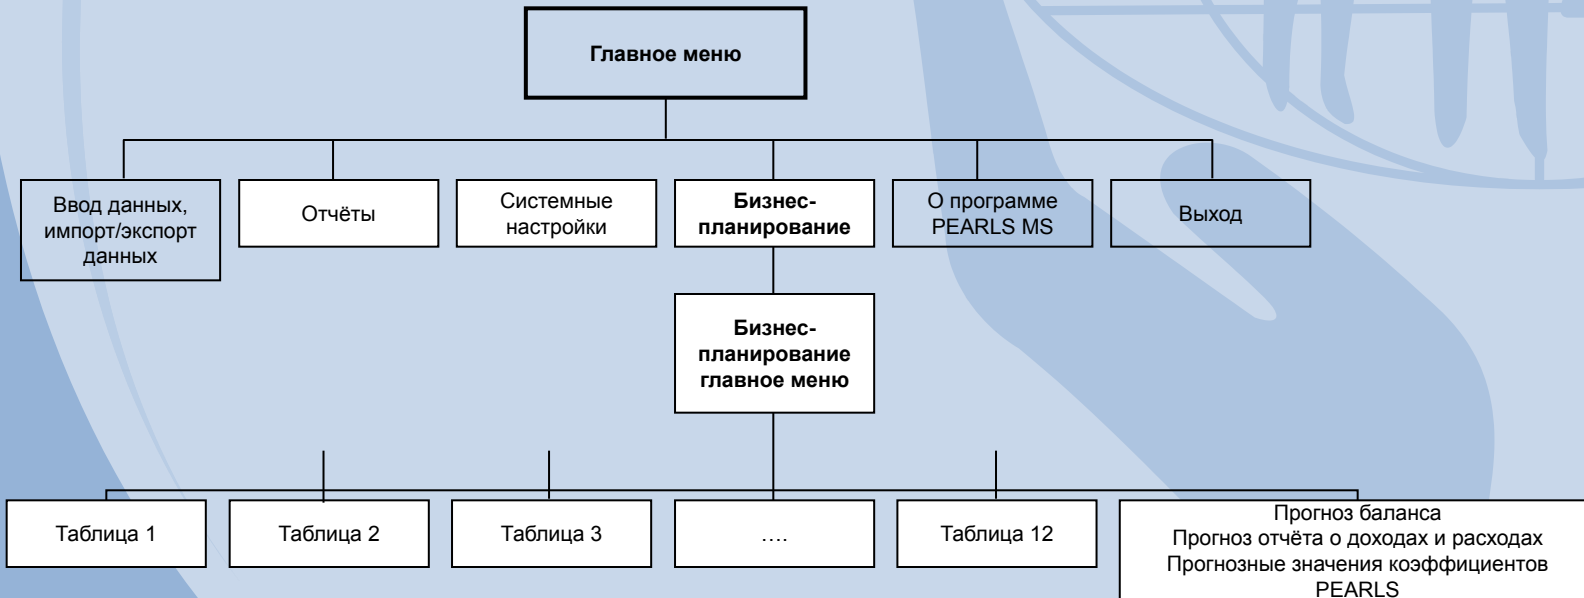 Главное меню
Ввод данных,
импорт/экспорт
данных
Отчёты
Системные
настройки
Бизнес-
планирование
О программе
PEARLS MS
Выход
Бизнес-
планирование
главное меню
Таблица 1
Таблица 2
Таблица 3
….
Таблица 12
Прогноз баланса
Прогноз отчёта о доходах и расходах
Прогнозные значения коэффициентов
PEARLS